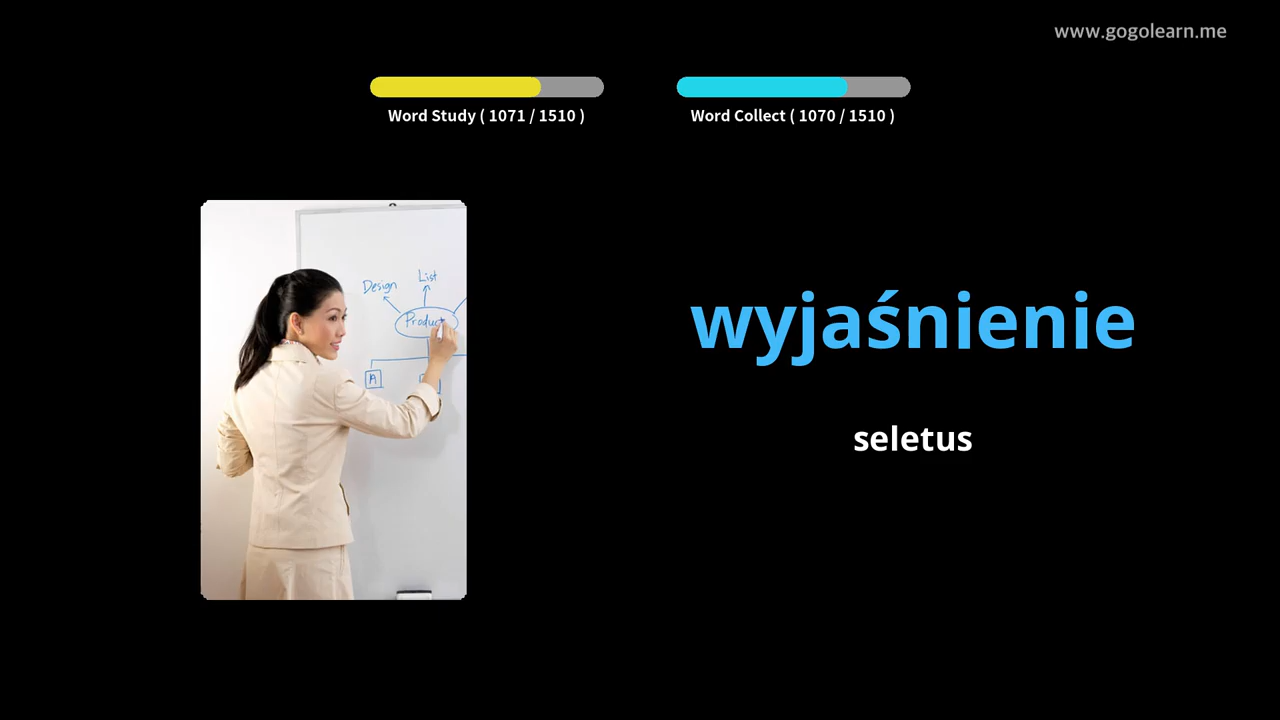 www.gogolearn.me
Word Study ( 1071 / 1510 )
Word Collect ( 1070 / 1510 )
List
Design
Product
A
wyjaśnienie
seletus